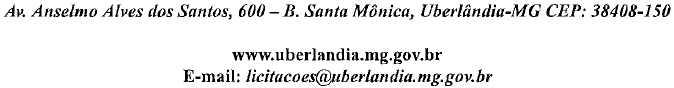 Av. Anselmo Alves dos Santos, 600 – B. Santa Mônica, Uberlândia-MG CEP: 38408-150
www.uberlandia.mg.gov.br
E-mail: licitacoes@uberlandia.mg.gov.br